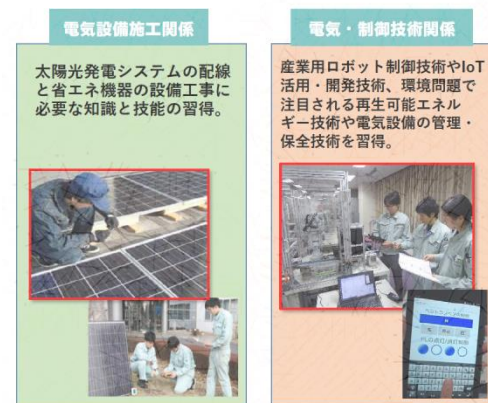 電気設備施工関係
太陽光発電システムの配線
と省エネ機器の設備工事に
必要な知識と技能の習得。
電気・制御技術関係
産業用ロボット制御技術やIoT
活用・開発技術、環境問題で
注目される再生可能エネル
ギー技術や電気設備の管理・
保全技術を習得。